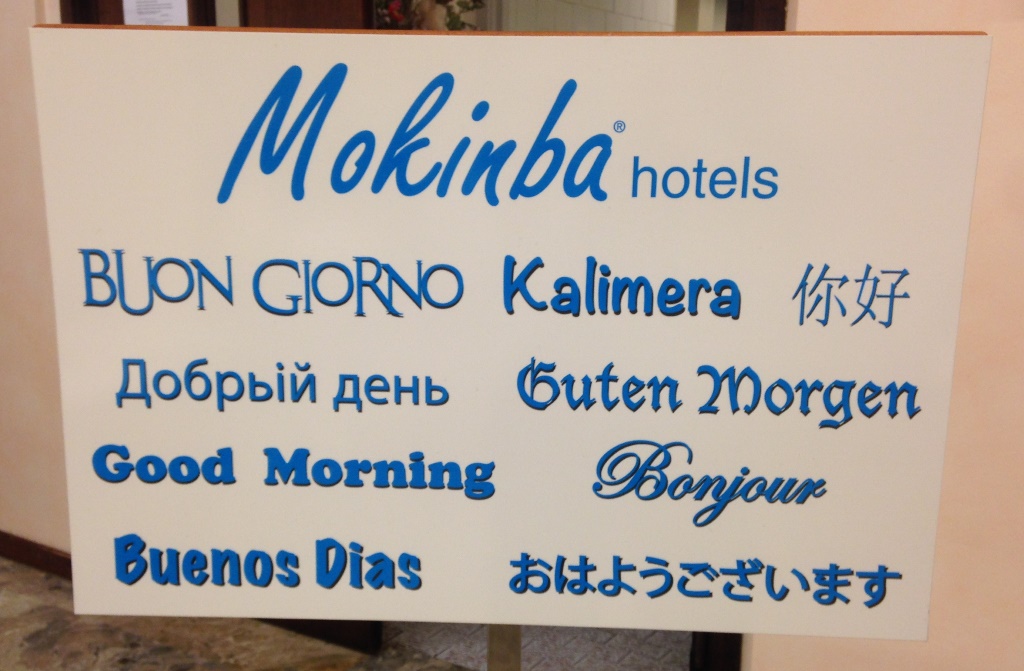 Mokinba® hotels
BUON GIORNO Kalimera 你好
Добрьій день Guten Morgen
Good Morning Bonjour
Buenos Dias おはようございます